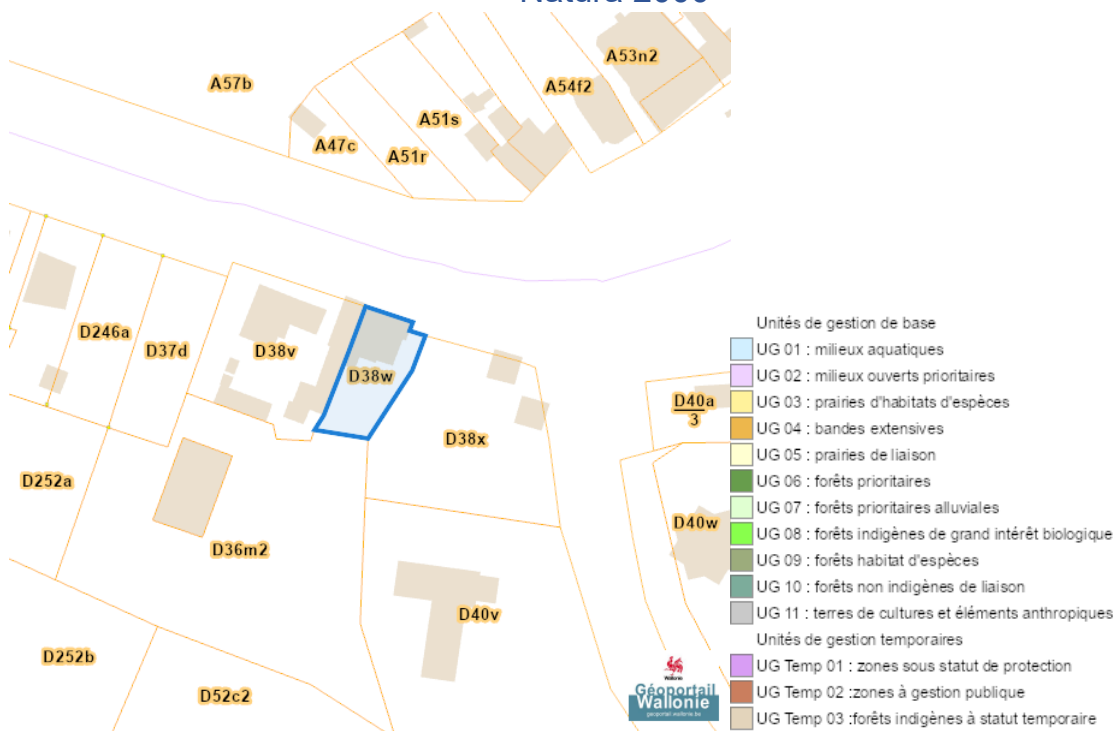 Natura 2000
A53n2
A57b
A54f2
A51s
A47c
A51r
D246a
D37d
D38v
D38w
D38x
D40a
3
D252a
D40w
D36m2
D40v
D252b
D52c2
Wallonie
Géoportail
Wallonie
geoportail.wallonie.be
Unités de gestion de base
UG 01 : milieux aquatiques
UG 02 : milieux ouverts prioritaires
UG 03 : prairies d'habitats d'espèces
UG 04 : bandes extensives
UG 05 : prairies de liaison
UG 06 : forêts prioritaires
UG 07 : forêts prioritaires alluviales
UG 08 : forêts indigènes de grand intérêt biologique
UG 09 : forêts habitat d'espèces
UG 10 : forêts non indigènes de liaison
UG 11 : terres de cultures et éléments anthropiques
Unités de gestion temporaires
UG Temp 01 : zones sous statut de protection
UG Temp 02 :zones à gestion publique
UG Temp 03 :forêts indigènes à statut temporaire